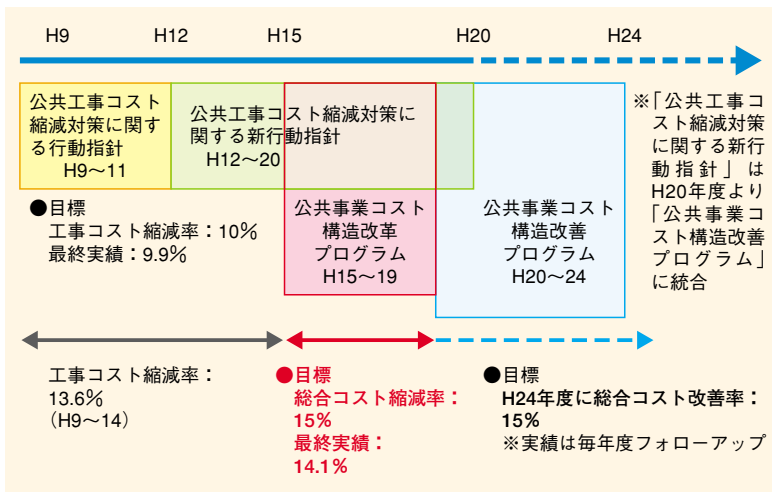 H9 H12 H15 H20 H24
公共工事コスト
縮減対策に関す
る行動指針
H9〜11
公共工事コスト縮減対策に
関する新行動指針
H12〜20
※「公共工事コ
スト縮減対策
に関する新行
動指針」は
H20年度より
「公共事業コ
スト構造改善
プログラム」
に統合
●目標
工事コスト縮減率：10％
最終実績：9.9％
公共事業コスト
構造改革
プログラム
H15〜19
公共事業コスト
構造改善
プログラム
H20〜24
工事コスト縮減率：
13.6％
（H9〜14）
●目標
総合コスト縮減率：
15％
最終実績：
14.1％
●目標
H24年度に総合コスト改善率：
15％
※実績は毎年度フォローアップ